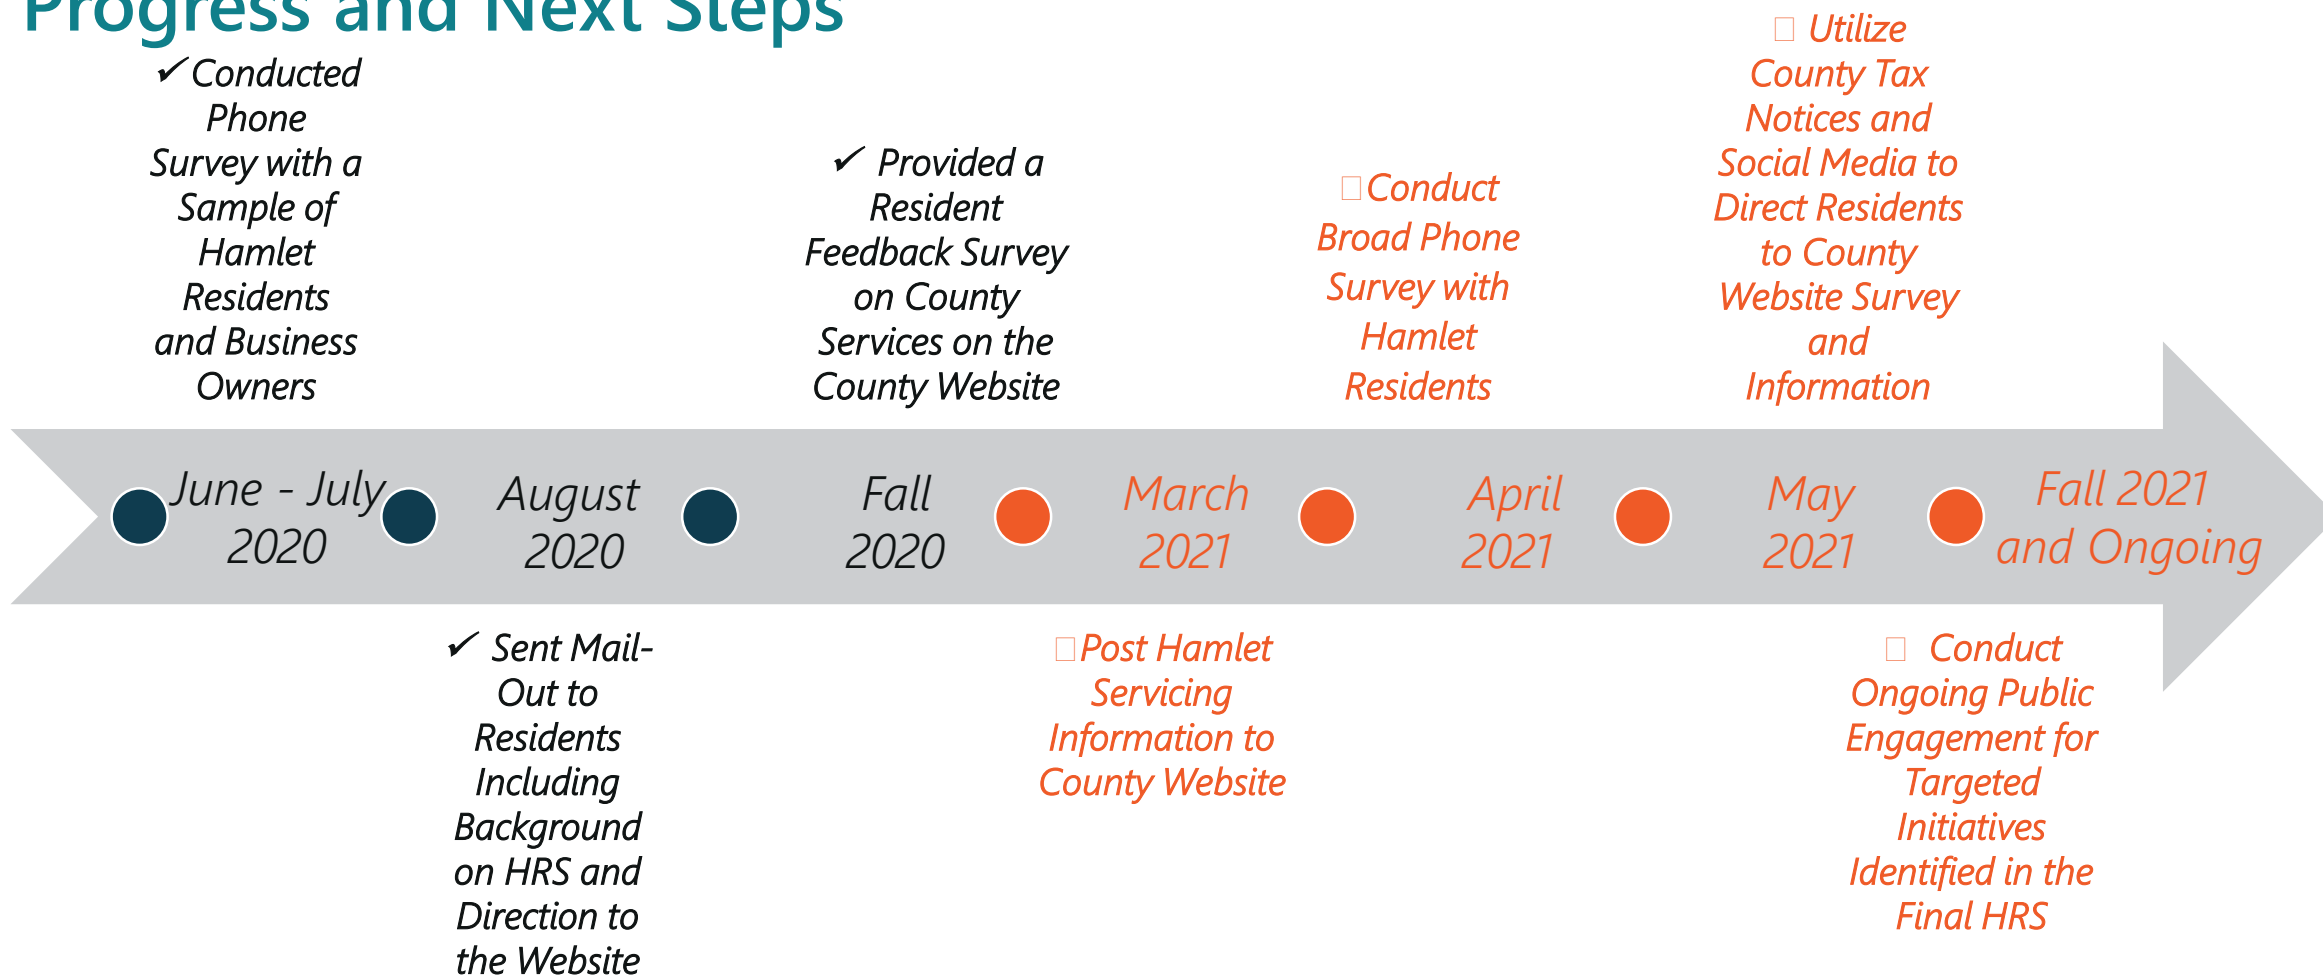 Progress and Next Steps
✓Conducted
Phone
Survey with a
Sample of
Hamlet
Residents
and Business
Owners
✓ Provided a
Resident
Feedback Survey
on County
Services on the
County Website
□Conduct
Broad Phone
Survey with
Hamlet
Residents
□ Utilize
County Tax
Notices and
Social Media to
Direct Residents
to County
Website Survey
and
Information
June - July
2020
August
2020
Fall
2020
March
2021
April
2021
May
2021
Fall 2021
and Ongoing
✓ Sent Mail-
Out to
Residents
Including
Background
on HRS and
Direction to
the Website
□Post Hamlet
Servicing
Information to
County Website
□ Conduct
Ongoing Public
Engagement for
Targeted
Initiatives
Identified in the
Final HRS